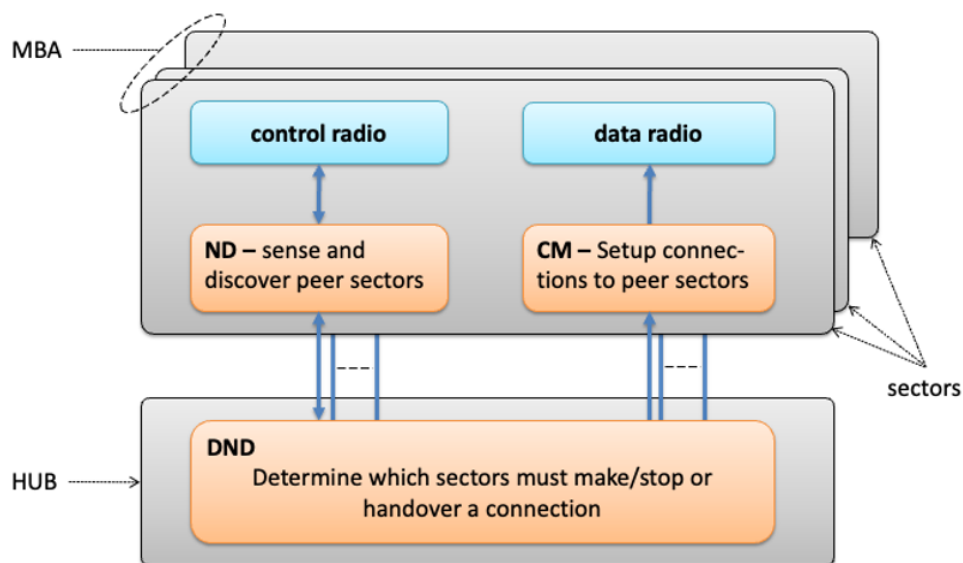 MBA
control radio
data radio
ND – sense and
discover peer sectors
CM – Setup connec-
tions to peer sectors
sectors
DND
Determine which sectors must make/stop or
handover a connection
HUB